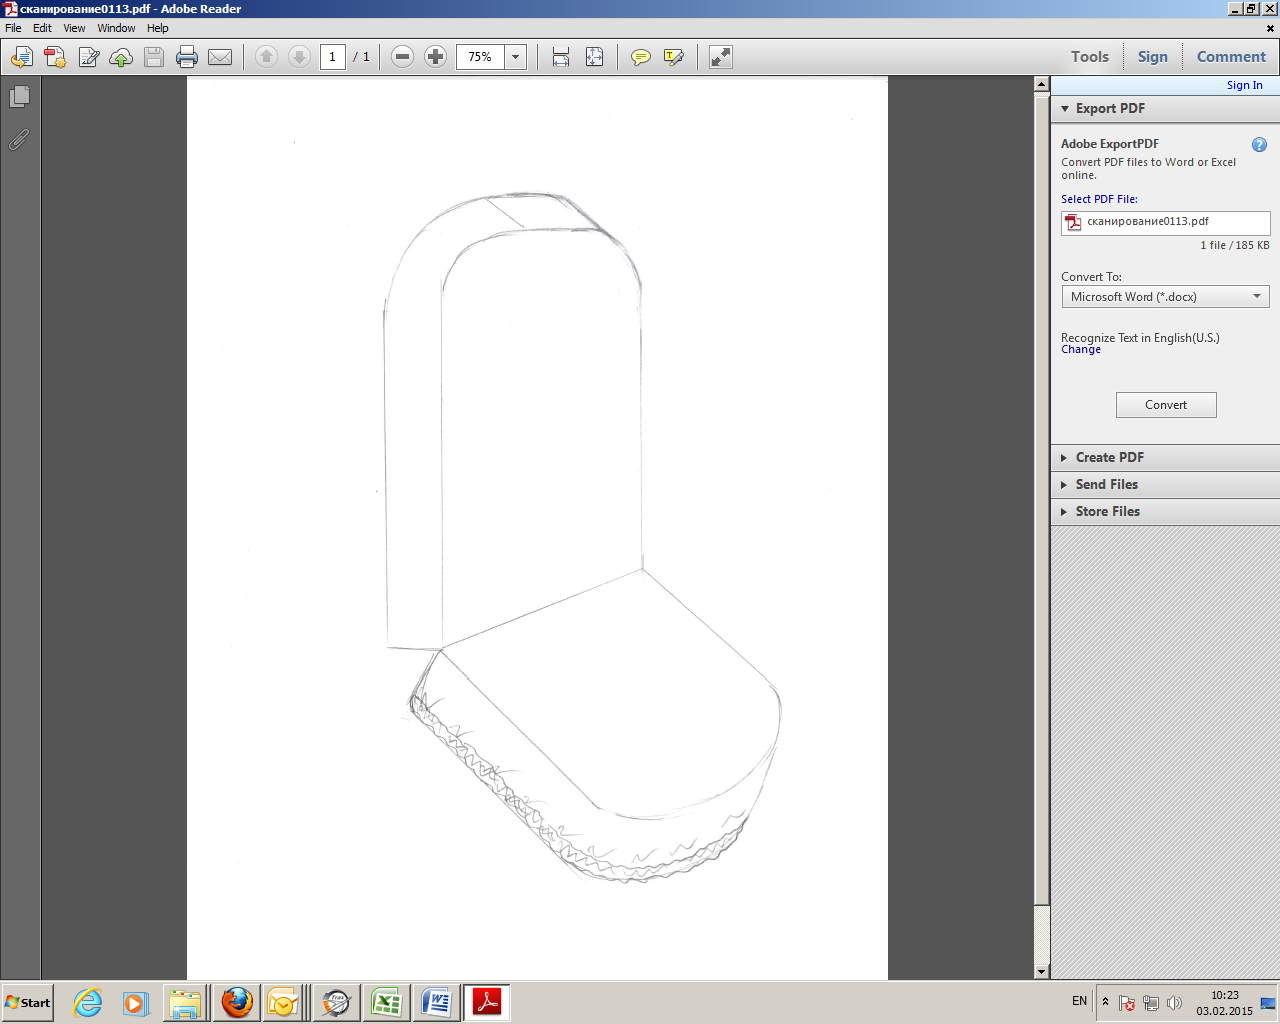 сканирование0113.pdf - Adobe Reader
File Edit View Window Help
1 / 1 75% Tools Sign Comment
Sign In
Export PDF
Adobe ExportPDF
Convert PDF files to Word or Excel
online.
Select PDF File:
сканирование0113.pdf
1 file / 185 KB
Convert To:
Microsoft Word (*.docx)
Recognize Text in English(U.S.)
Change
Convert
Create PDF
Send Files
Store Files
Start EN 10:23
03.02.2015